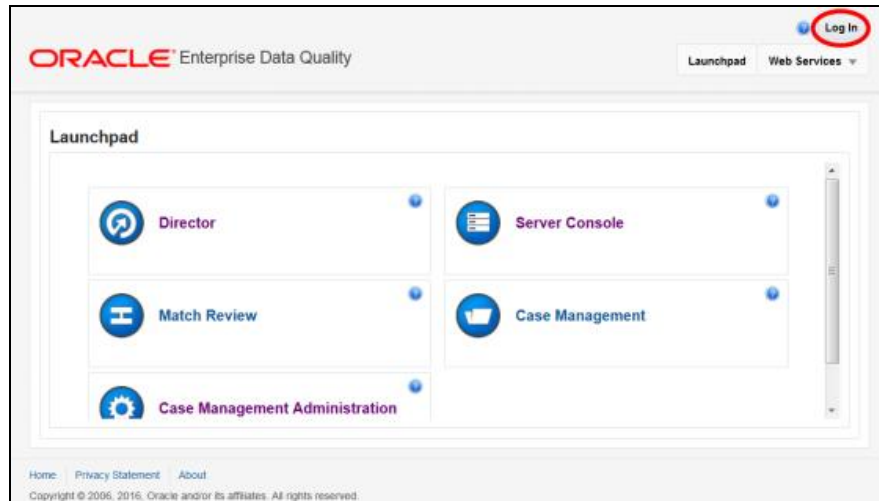 Log In
ORACLE Enterprise Data Quality
Launchpad Web Services
Launchpad
Director Server Console
Match Review Case Management
Case Management Administration
Home Privacy Statement About
Copyright © 2006, 2016, Oracle and/or its affiliates. All rights reserved.